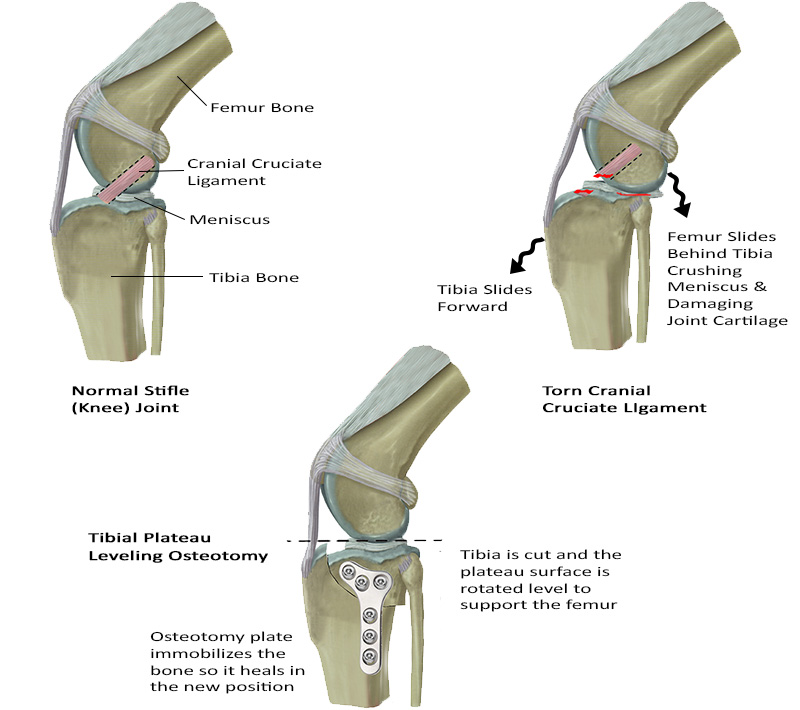 Femur Bone
Cranial Cruciate
Ligament
Meniscus
Tibia Bone
Normal Stifle
(Knee) Joint
Femur Slides
Behind Tibia
Crushing
Meniscus &
Damaging
Joint Cartilage
Tibia Slides
Forward
Torn Cranial
Cruciate LIgament
Tibial Plateau
Leveling Osteotomy
Tibia is cut and the
plateau surface is
rotated level to
support the femur
Osteotomy plate
immobilizes the
bone so it heals in
the new position